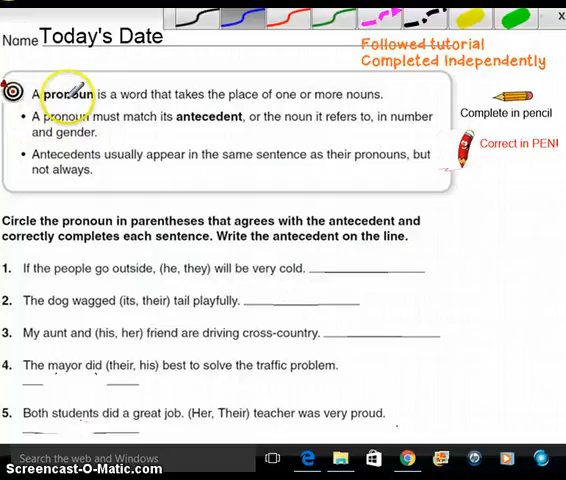 Name Today's Date
Followed tutorial
Completed Independently
A pronoun is a word that takes the place of one or more nouns.
• A pronoun must match its antecedent, or the noun it refers to, in number
and gender.
• Antecedents usually appear in the same sentence as their pronouns, but
not always.
Complete in pencil
Correct in PEN!
Circle the pronoun in parentheses that agrees with the antecedent and
correctly completes each sentence. Write the antecedent on the line.
1. If the people go outside, (he, they) will be very cold.
2. The dog wagged (its, their) tail playfully.
3. My aunt and (his, her) friend are driving cross-country.
4. The mayor did (their, his) best to solve the traffic problem.
5. Both students did a great job. (Her, Their) teacher was very proud.
Search the web and Windows
Screencast-O-Matic.com